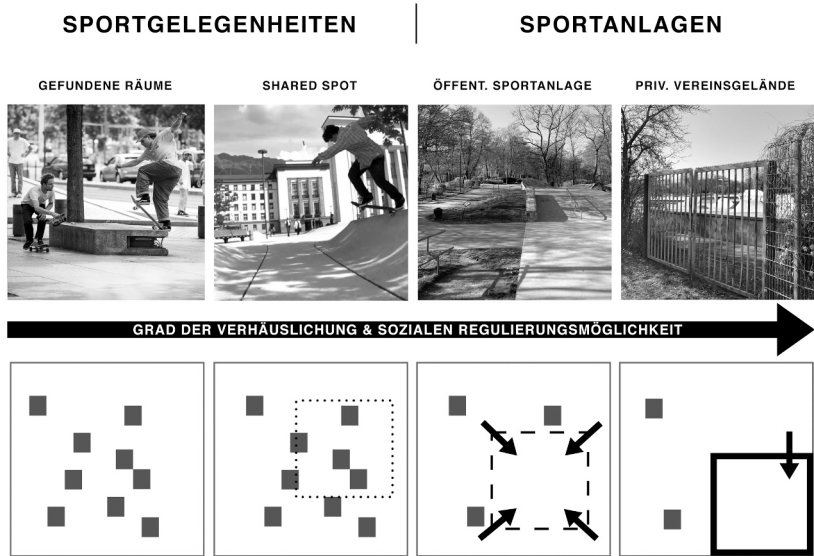 SPORTGELEGENHEITEN
SPORTANLAGEN
GEFUNDENE RÄUME
SHARED SPOT
ÖFFENT. SPORTANLAGE
PRIV. VEREINSGELÄNDE
GRAD DER VERHÄUSLICHUNG & SOZIALEN REGULIERUNGSMÖGLICHKEIT